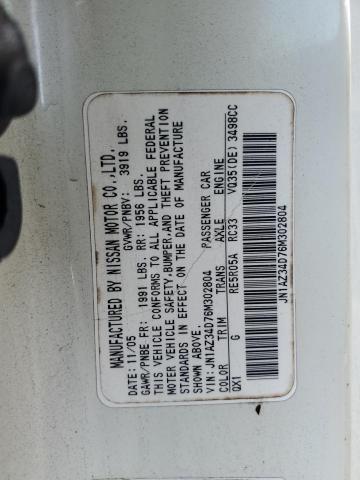 MANUFACTURED BY NISSAN MOTOR CO.,LTD.
DATE: 11/05 GVWR/PNBV: 3919 LBS.
GAWR/PNBE FR: 1991 LBS. RR: 1956 LBS.
THIS VEHICLE CONFORMS TO ALL APPLICABLE FEDERAL
MOTOR VEHICLE SAFETY,BUMPER,AND THEFT PREVENTION
STANDARDS IN EFFECT ON THE DATE OF MANUFACTURE
SHOWN ABOVE.
VIN: JN1AZ34D76M302804 PASSENGER CAR
COLOR TRIM TRANS AXLE ENGINE
QX1 G RE5R05A RC33 VQ35(DE) 3498CC
JN1AZ34D76M302804